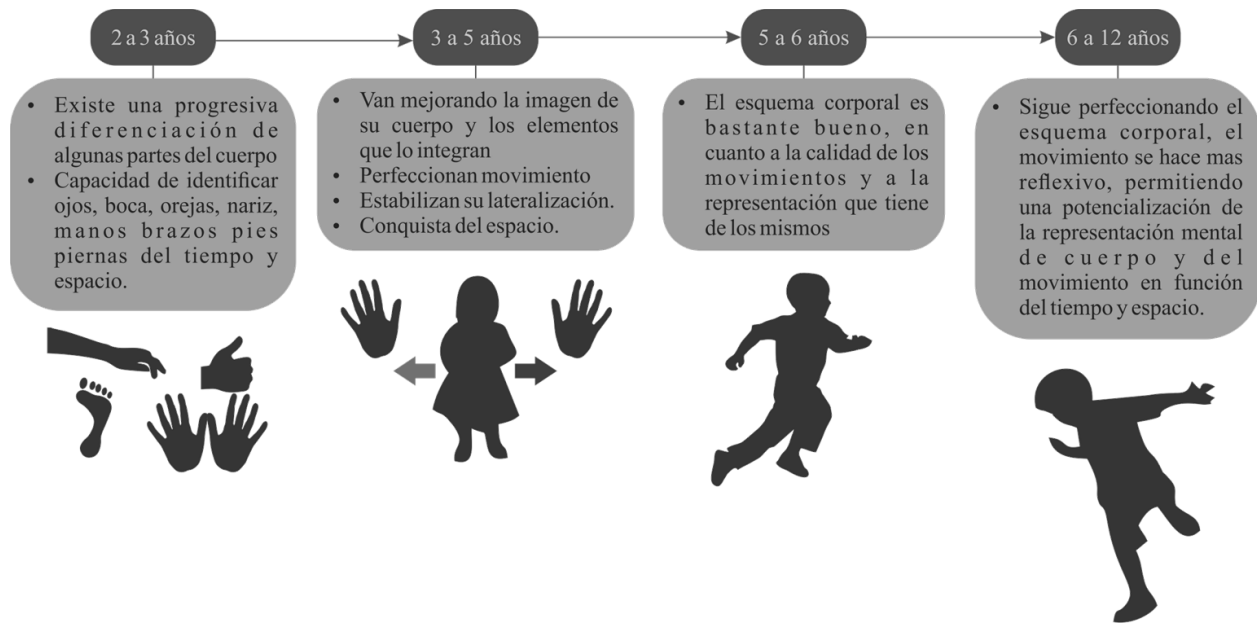 2 a 3 años
• Existe una progresiva
diferenciación de
algunas partes del cuerpo
• Capacidad de identificar
ojos, boca, orejas, nariz,
manos brazos pies
piernas del tiempo y
espacio.
3 a 5 años
• Van mejorando la imagen de
su cuerpo y los elementos
que lo integran
• Perfeccionan movimiento
• Estabilizan su lateralización.
• Conquista del espacio.
5 a 6 años
• El esquema corporal es
bastante bueno, en
cuanto a la calidad de los
movimientos y a la
representación que tiene
de los mismos
6 a 12 años
• Sigue perfeccionando el
esquema corporal, el
movimiento se hace mas
reflexivo, permitiendo
una potencialización de
la representación mental
de cuerpo y del
movimiento en función
del tiempo y espacio.